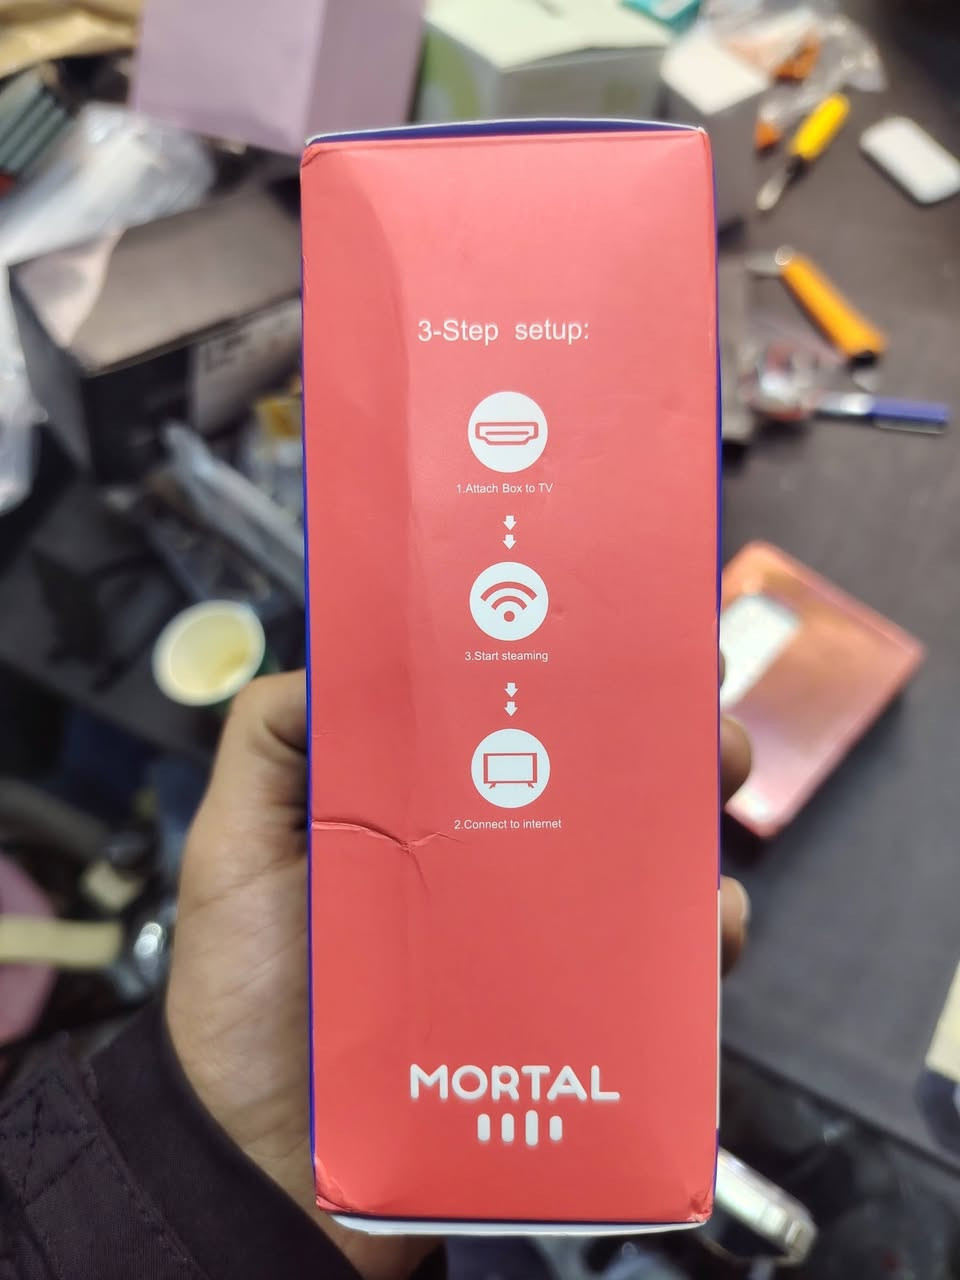 3-Step setup:
1.Attach Box to TV
3.Start steaming
2.Connect to internet
MORTAL